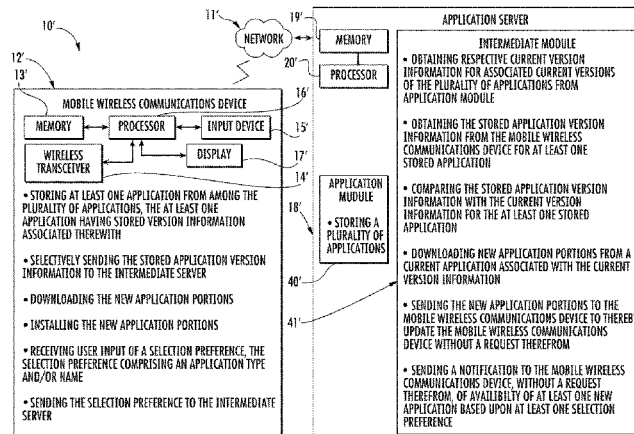 10'
11'
NETWORK
12'
13'
16'
MOBILE WIRELESS COMMUNICATIONS DEVICE
MEMORY
PROCESSOR
INPUT DEVICE
15'
WIRELESS
TRANSCEIVER
DISPLAY
17'
14'
• STORING AT LEAST ONE APPLICATION FROM AMONG THE
PLURALITY OF APPLICATIONS, THE AT LEAST ONE
APPLICATION HAVING STORED VERSION INFORMATION
ASSOCIATED THEREWITH
• SELECTIVELY SENDING THE STORED APPLICATION VERSION
INFORMATION TO THE INTERMEDIATE SERVER
• DOWNLOADING THE NEW APPLICATION PORTIONS
• INSTALLING THE NEW APPLICATION PORTIONS
• RECEIVING USER INPUT OF A SELECTION PREFERENCE, THE
SELECTION PREFERENCE COMPRISING AN APPLICATION TYPE
AND/OR NAME
• SENDING THE SELECTION PREFERENCE TO THE INTERMEDIATE
SERVER
APPLICATION SERVER
19'
MEMORY
20'
PROCESSOR
APPLICATION
MODULE
• STORING A
PLURALITY OF
APPLICATIONS
18'
40'
41'
INTERMEDIATE MODULE
• OBTAINING RESPECTIVE CURRENT VERSION
INFORMATION FOR ASSOCIATED CURRENT VERSIONS
OF THE PLURALITY OF APPLICATIONS FROM
APPLICATION MODULE
• OBTAINING THE STORED APPLICATION VERSION
INFORMATION FROM THE MOBILE WIRELESS
COMMUNICATIONS DEVICE FOR AT LEAST ONE
STORED APPLICATION
• COMPARING THE STORED APPLICATION VERSION
INFORMATION WITH THE CURRENT VERSION
INFORMATION FOR THE AT LEAST ONE STORED
APPLICATION
• DOWNLOADING NEW APPLICATION PORTIONS FROM A
CURRENT APPLICATION ASSOCIATED WITH THE CURRENT
VERSION INFORMATION
• SENDING THE NEW APPLICATION PORTIONS TO THE
MOBILE WIRELESS COMMUNICATIONS DEVICE TO THEREBY
UPDATE THE MOBILE WIRELESS COMMUNICATIONS
DEVICE WITHOUT A REQUEST THEREFROM
• SENDING A NOTIFICATION TO THE MOBILE WIRELESS
COMMUNICATIONS DEVICE, WITHOUT A REQUEST
THEREFROM, OF AVAILIBILTY OF AT LEAST ONE NEW
APPLICATION BASED UPON AT LEAST ONE SELECTION
PREFERENCE